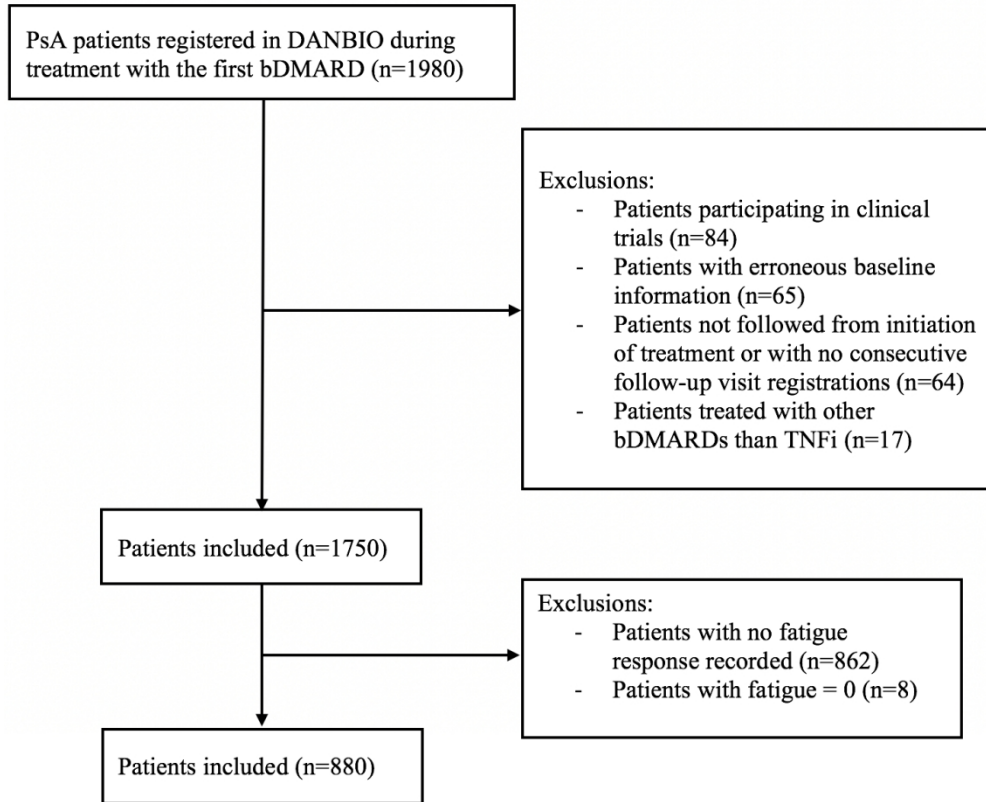 PsA patients registered in DANBIO during
treatment with the first bDMARD (n=1980)
Exclusions:
- Patients participating in clinical
trials (n=84)
- Patients with erroneous baseline
information (n=65)
- Patients not followed from initiation
of treatment or with no consecutive
follow-up visit registrations (n=64)
- Patients treated with other
bDMARDs than TNFi (n=17)
Patients included (n=1750)
Exclusions:
- Patients with no fatigue
response recorded (n=862)
- Patients with fatigue = 0 (n=8)
Patients included (n=880)